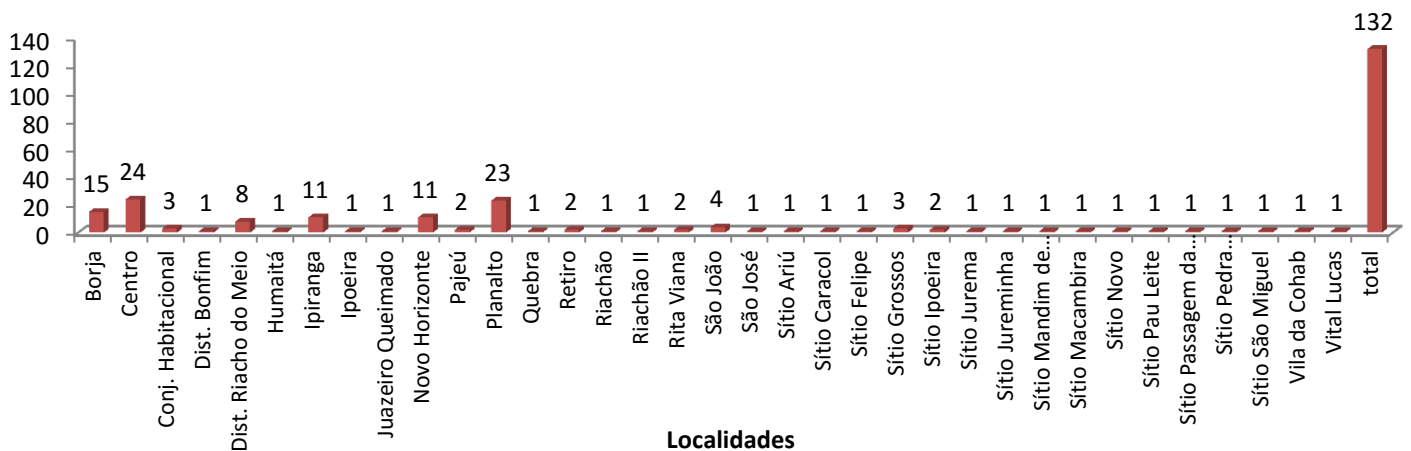 132
140
120
100
80
60
40
20
0
15 24 3 1 8 1 11 1 1 11 2 23 1 2 1 1 2 4 1 1 1 1 3 2 1 1 1 1 1 1 1 1 1 1 1
Borja
Centro
Conj. Habitacional
Dist. Bonfim
Dist. Riacho do Meio
Humaitá
Ipiranga
Ipoeira
Juazeiro Queimado
Novo Horizonte
Pajeú
Planalto
Quebra
Retiro
Riachão
Riachão II
Rita Viana
São João
São José
Sítio Ariú
Sítio Caracol
Sítio Felipe
Sítio Grossos
Sítio Ipoeira
Sítio Jurema
Sítio Jureminha
Sítio Mandim de…
Sítio Macambira
Sítio Novo
Sítio Pau Leite
Sítio Passagem da…
Sítio Pedra…
Sítio São Miguel
Vila da Cohab
Vital Lucas
total
Localidades